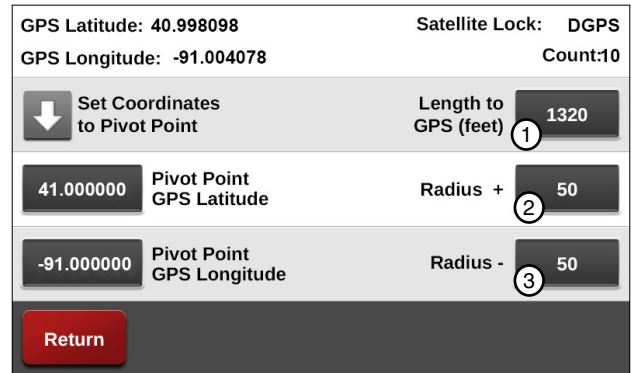 GPS Latitude: 40.998098 Satellite Lock: DGPS
GPS Longitude: -91.004078 Count:10
Set Coordinates
to Pivot Point
Length to
GPS (feet)
1
1320
41.000000
Pivot Point
GPS Latitude
Radius +
2
50
-91.000000
Pivot Point
GPS Longitude
Radius -
3
50
Return